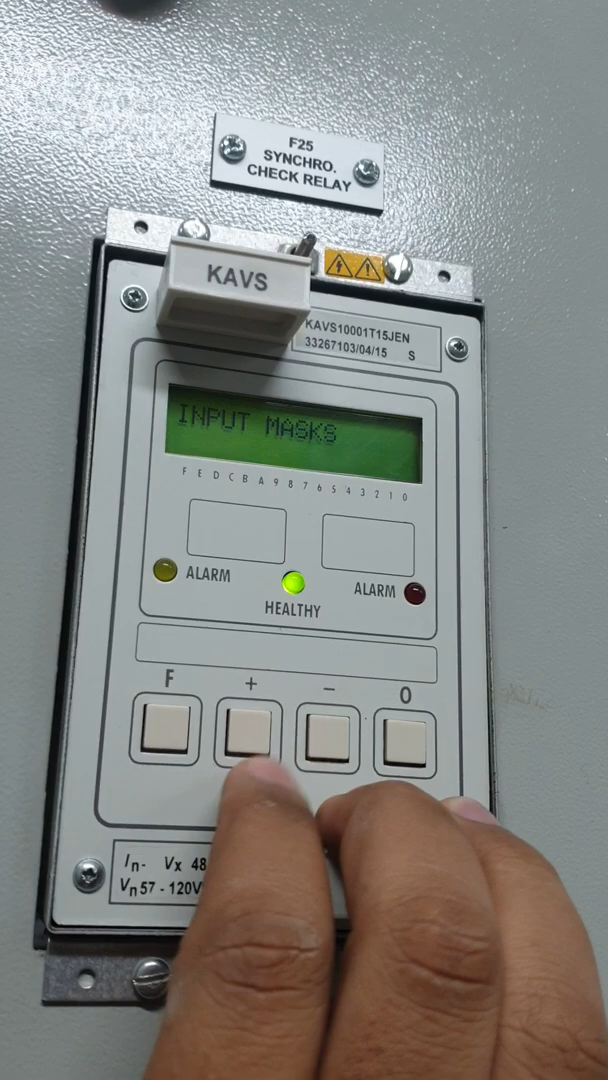 F25
SYNCHRO.
CHECK RELAY
KAVS
KAVS10001T15JEN
33267103/04/15 S
INPUT MASKS
F E D C B A 9 8 7 6 5 4 3 2 1 0
ALARM
HEALTHY
ALARM
F + − 0
In- Vx 48
Vn 57 - 120V